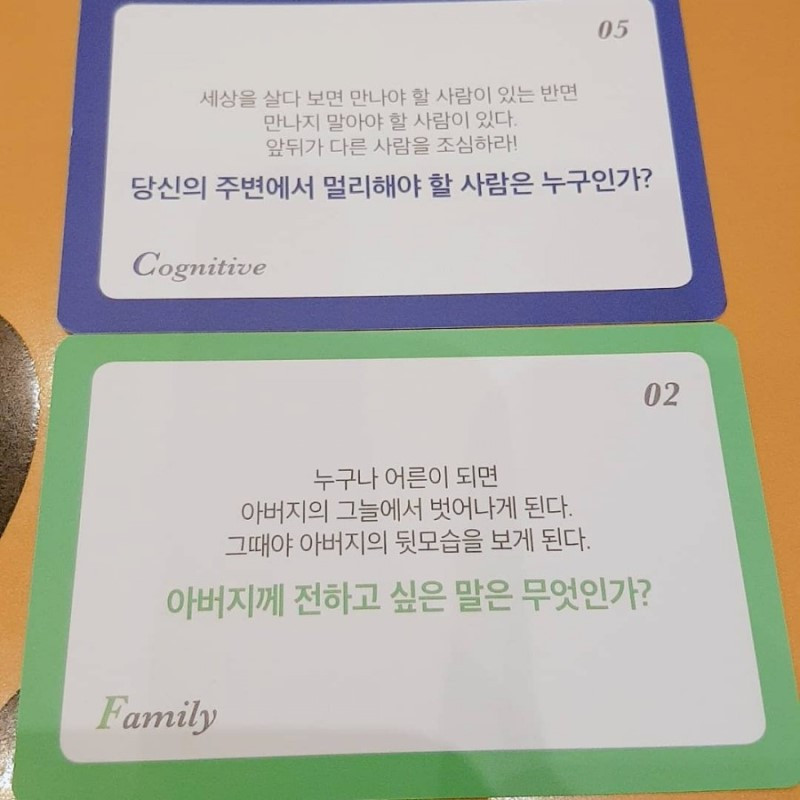 05
세상을 살다 보면 만나야 할 사람이 있는 반면
만나지 말아야 할 사람이 있다.
앞뒤가 다른 사람을 조심하라!
당신의 주변에서 멀리해야 할 사람은 누구인가?
Cognitive
02
누구나 어른이 되면
아버지의 그늘에서 벗어나게 된다.
그때야 아버지의 뒷모습을 보게 된다.
아버지께 전하고 싶은 말은 무엇인가?
Family